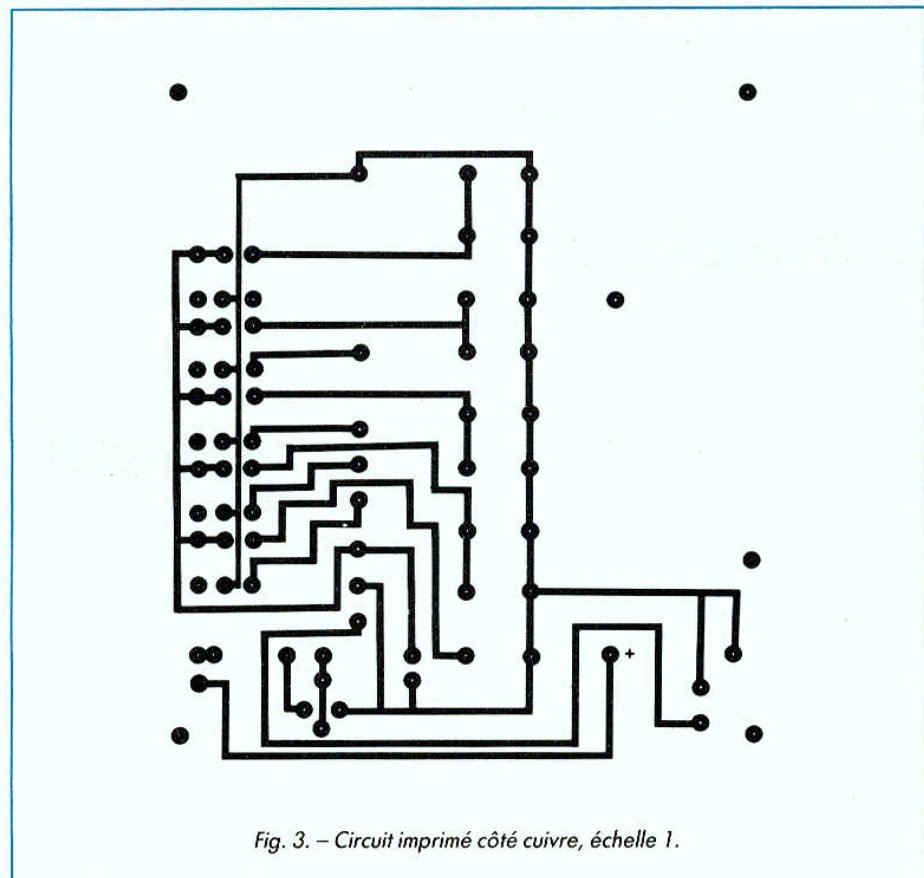 +
Fig. 3. – Circuit imprimé côté cuivre, échelle 1.